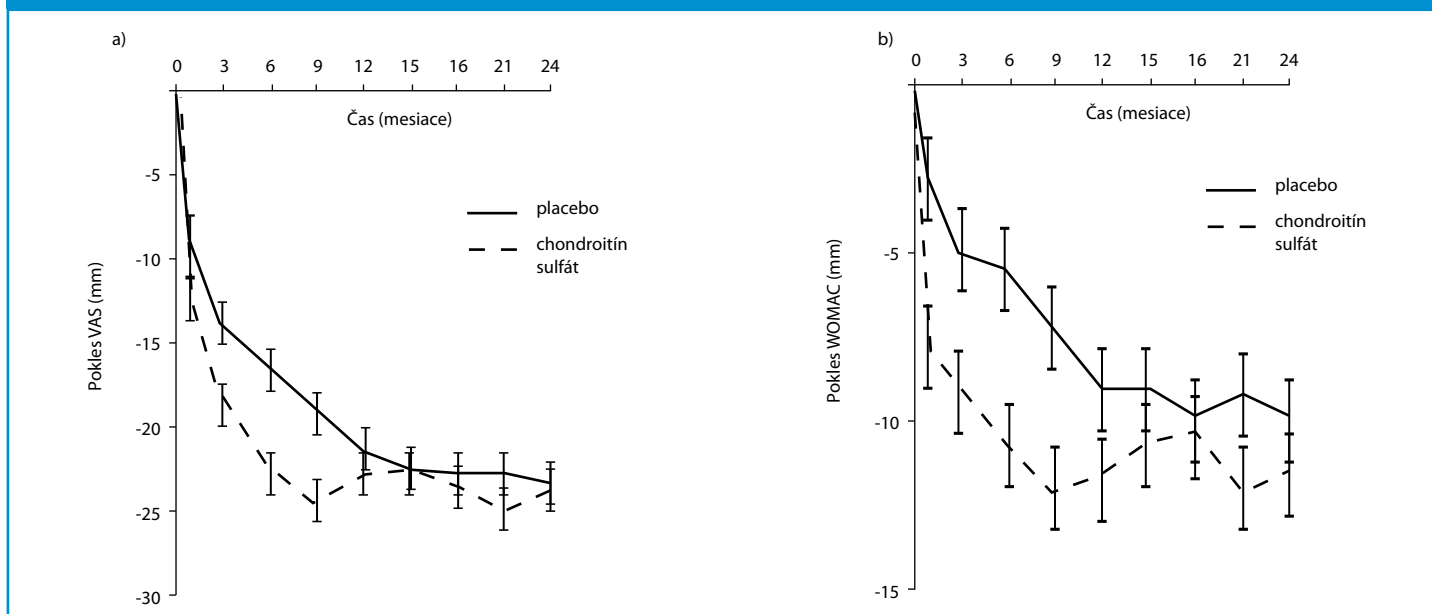 a)
0 3 6 9 12 15 16 21 24
Čas (mesiace)
-5
-10
-15
-20
-25
-30
Pokles VAS (mm)
placebo
chondroitín
sulfát
b)
0 3 6 9 12 15 16 21 24
Čas (mesiace)
-5
-10
-15
Pokles WOMAC (mm)
placebo
chondroitín
sulfát